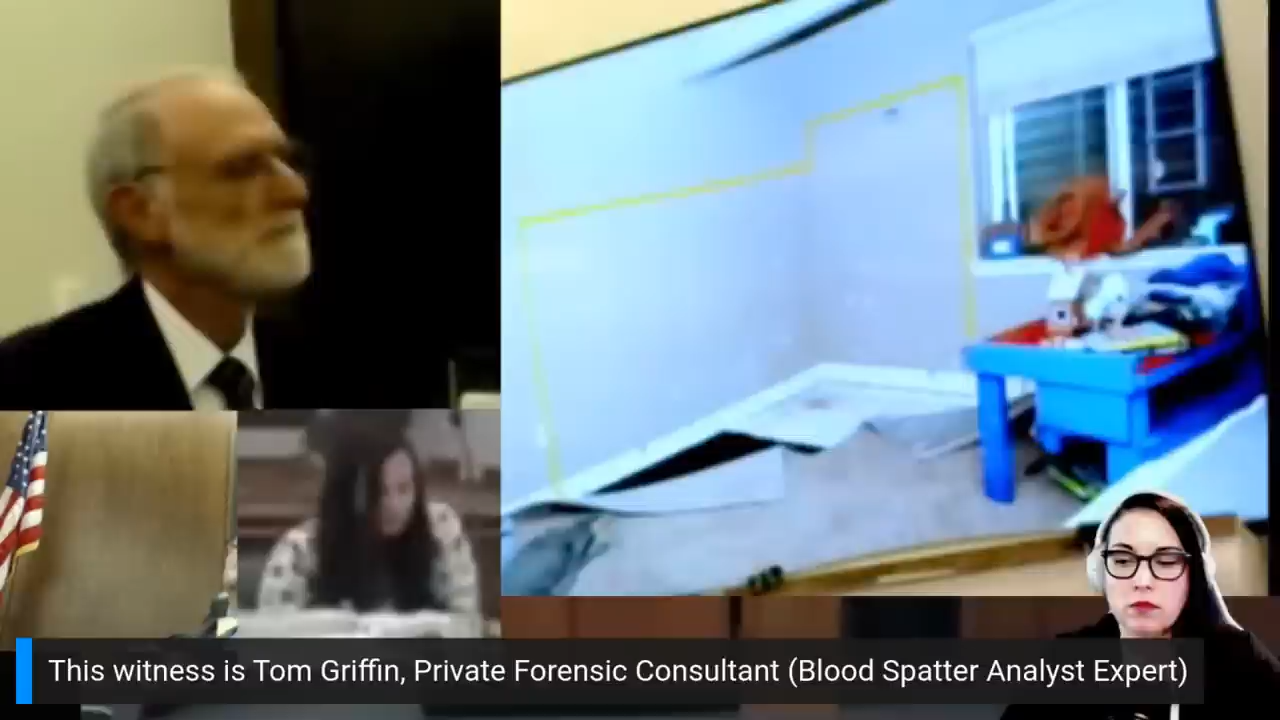 This witness is Tom Griffin, Private Forensic Consultant (Blood Spatter Analyst Expert)